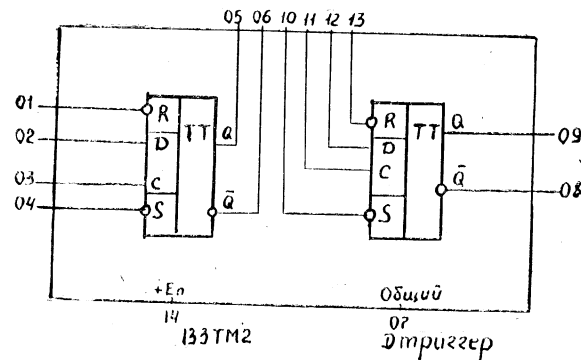 05 06 10 11 12 13
01
02
03
04
R
D
C
S
TT
Q
Q̄
R
D
C
S
TT
Q
Q̄
09
08
+Еп
14
Общий
07
133ТМ2
D триггер